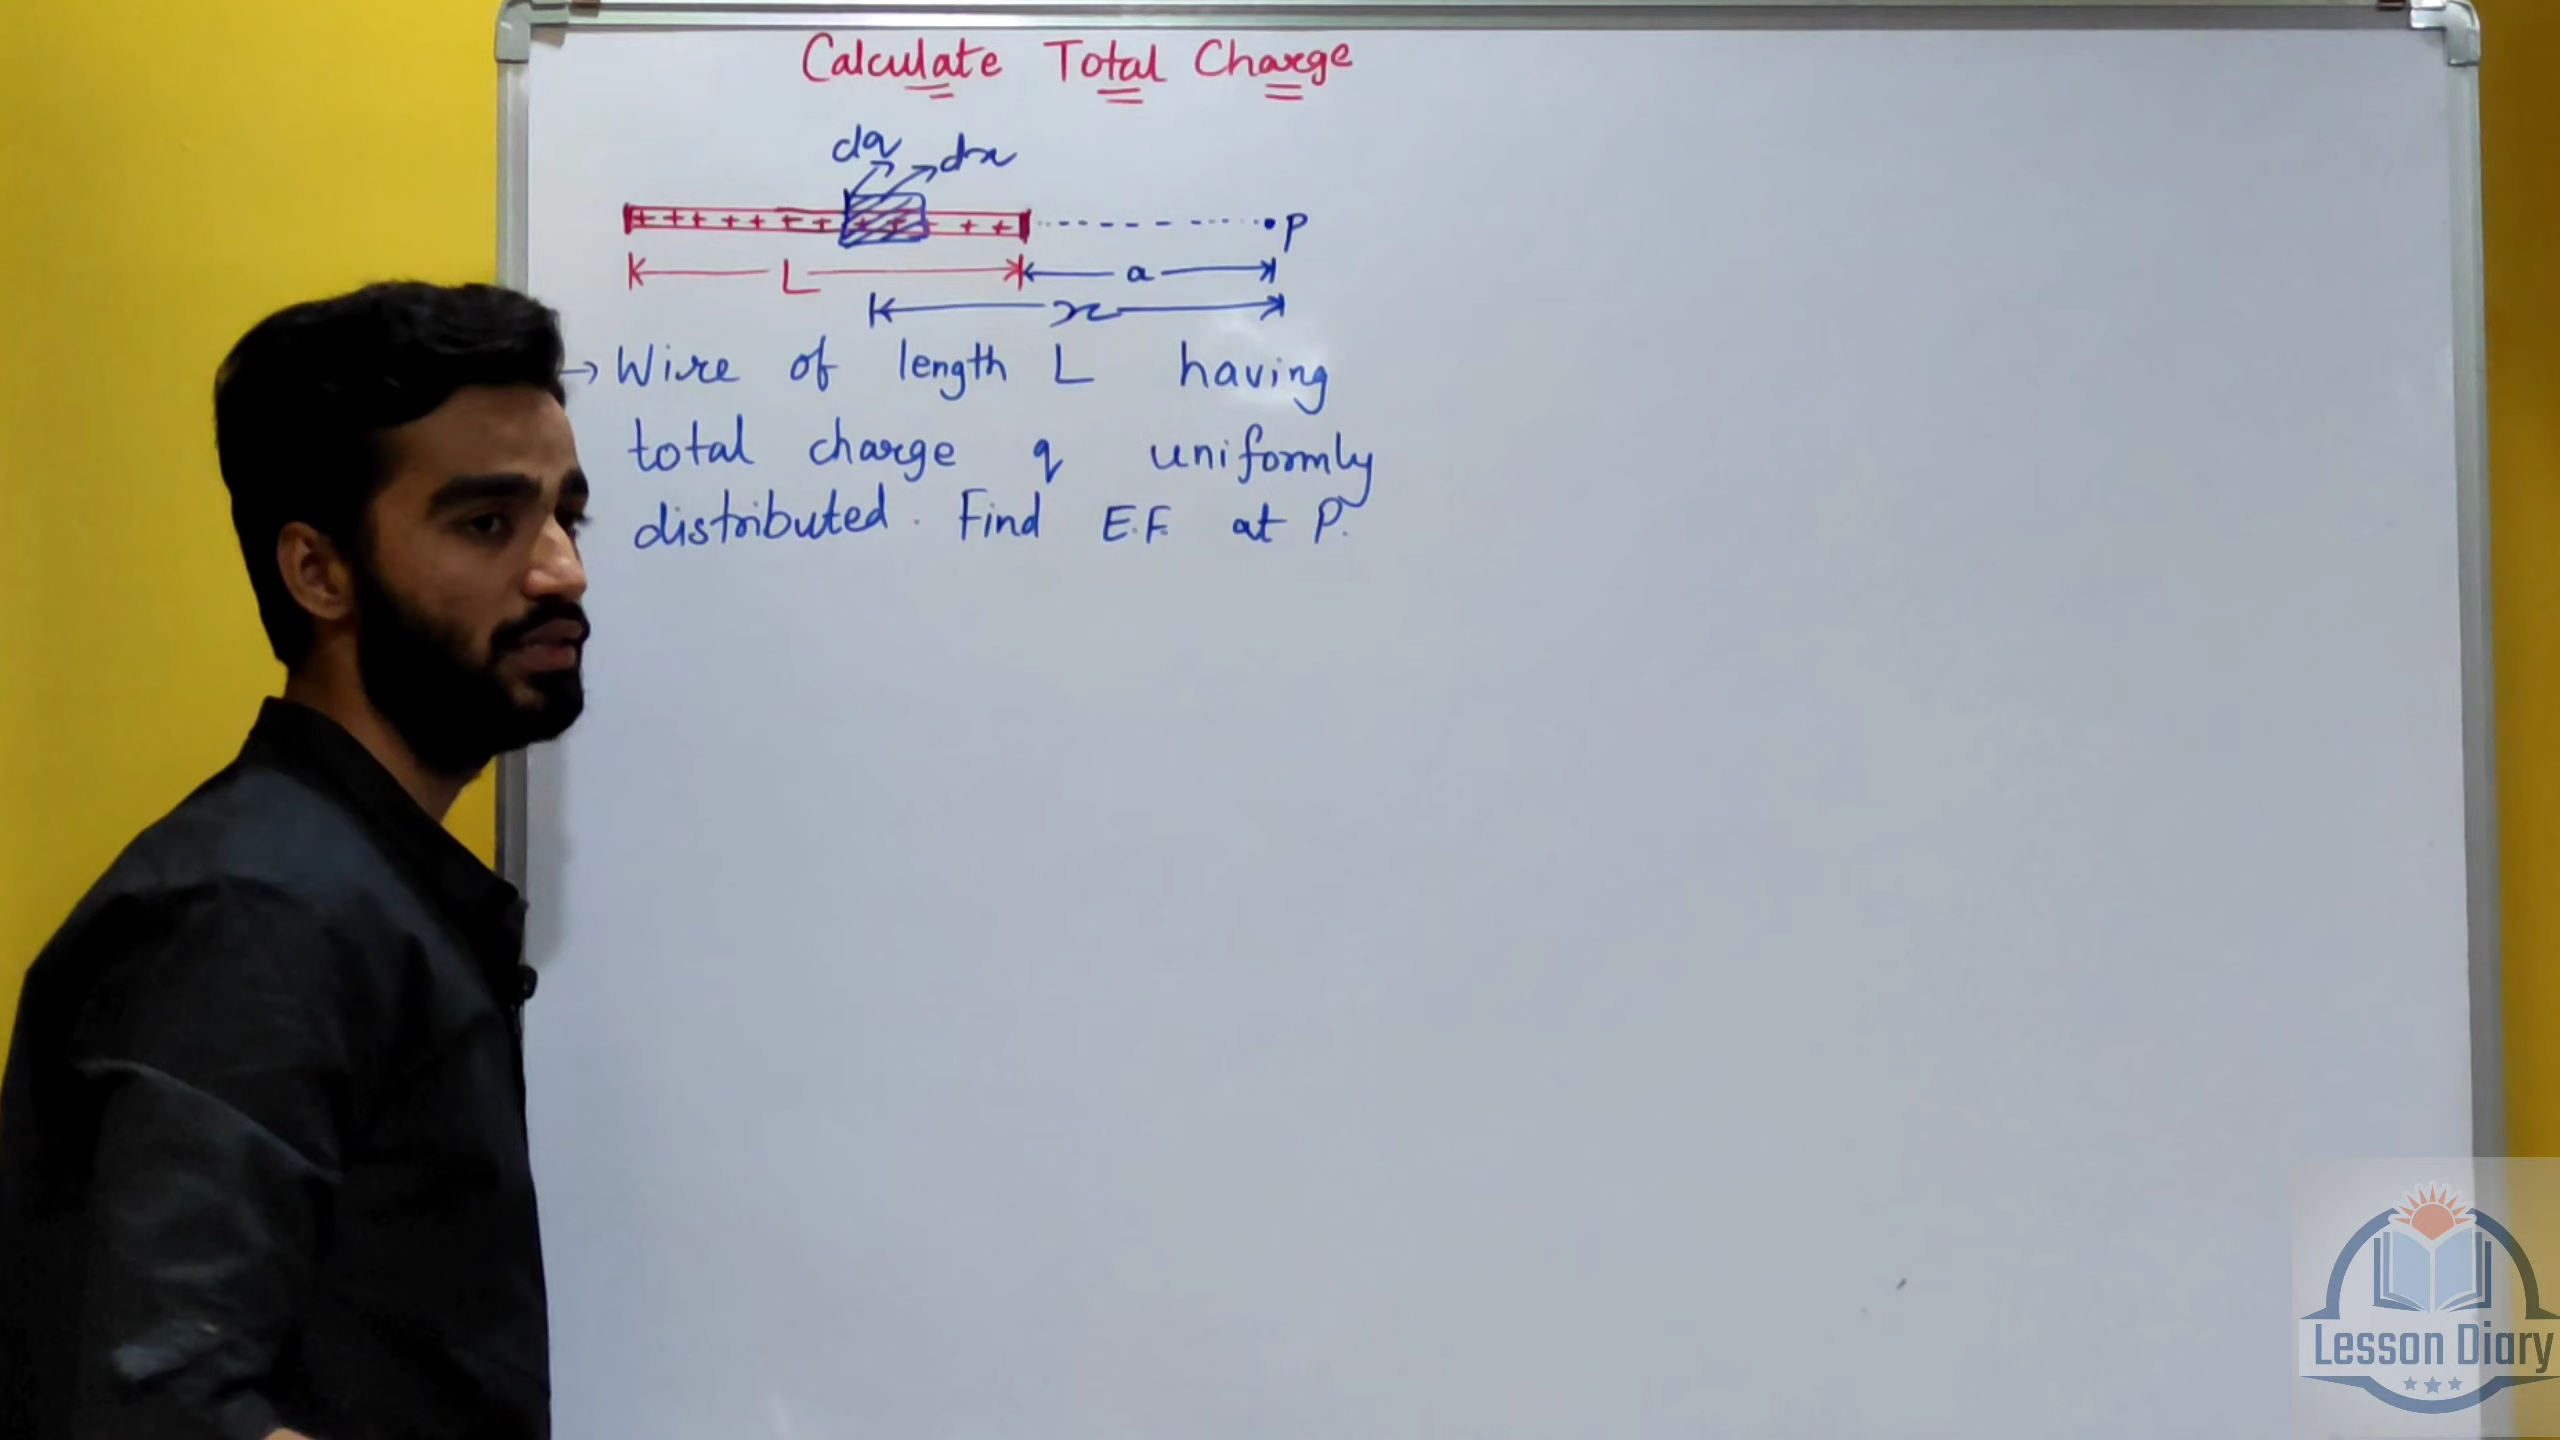 Calculate Total Charge
dq dx
+ + + + + + + + + + +
P
L a
x
→ Wire of length L having
total charge q uniformly
distributed. Find E.F. at P.
Lesson Diary